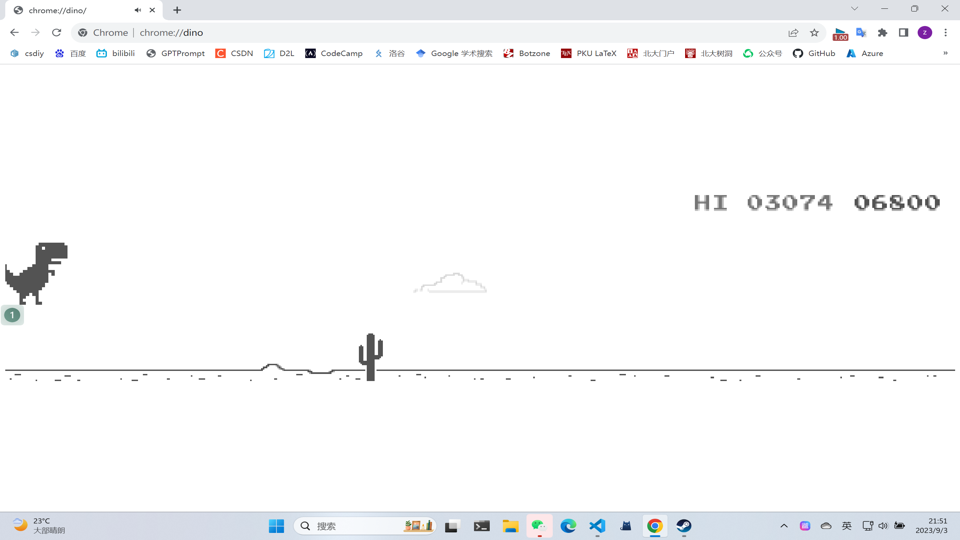 chrome://dino/
Chrome | chrome://dino
1.00
z
csdiy 百度 bilibili GPTPrompt CSDN D2L CodeCamp 洛谷 Google 学术搜索 Botzone PKU LaTeX 北大门户 北大树洞 公众号 GitHub Azure »
HI 03074 06800
1
23°C
大部晴朗
搜索
英
21:51
2023/9/3